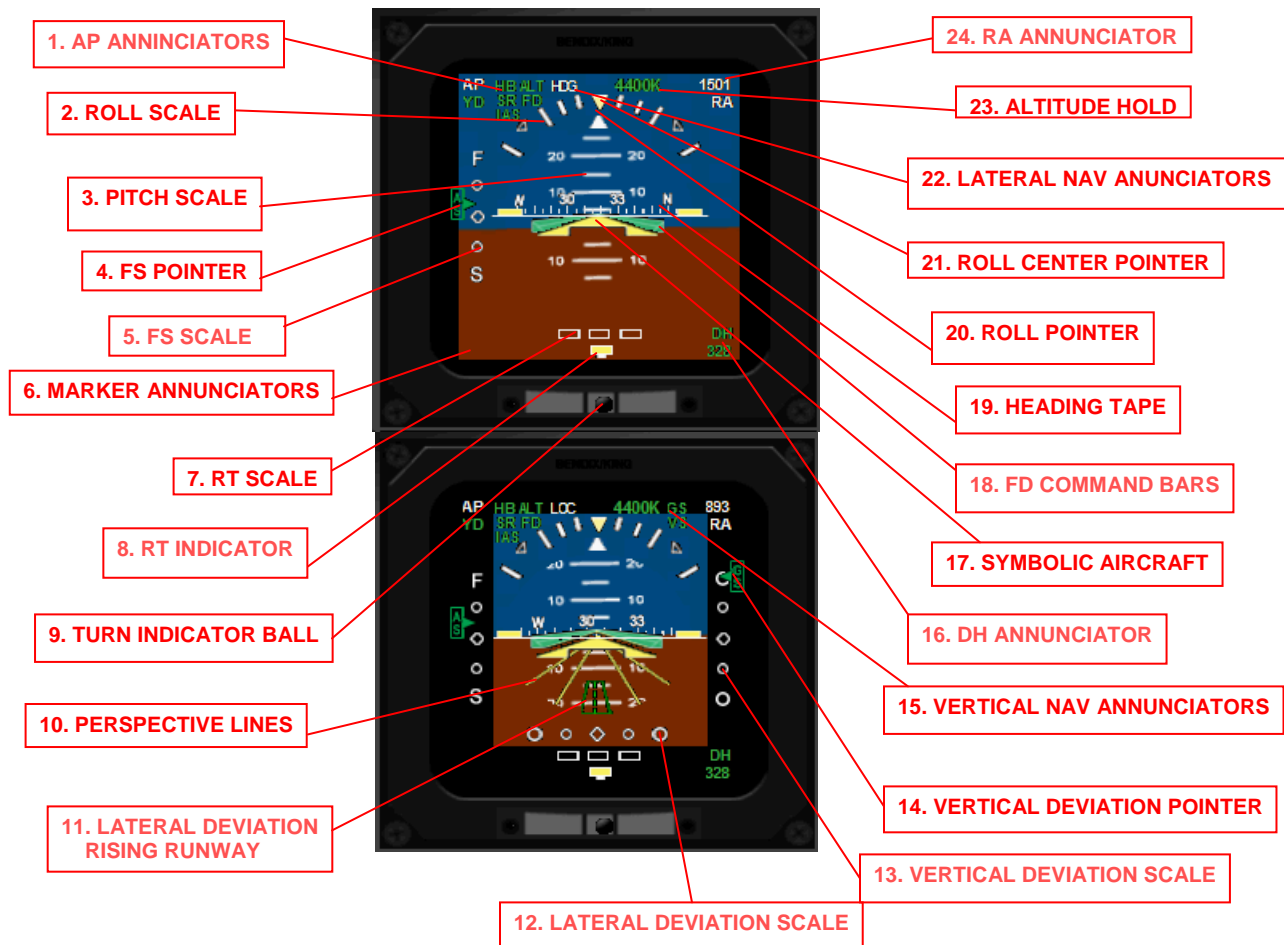 1. AP ANNINCIATORS
2. ROLL SCALE
3. PITCH SCALE
4. FS POINTER
5. FS SCALE
6. MARKER ANNUNCIATORS
7. RT SCALE
8. RT INDICATOR
9. TURN INDICATOR BALL
10. PERSPECTIVE LINES
11. LATERAL DEVIATION
RISING RUNWAY
12. LATERAL DEVIATION SCALE
BENDIX/KING
AP HB ALT HDG 4400K 1501
YD SR FD RA
IAS
F
20 20
10 10
A S
N 30 33 N
10 10
S
DH
328
BENDIX/KING
AP HB ALT LOC 4400K GS 893
YD SR FD VS RA
IAS
20 20
F G S
10 10
A S
W 30 33
10 10
S 20
DH
328
24. RA ANNUNCIATOR
23. ALTITUDE HOLD
22. LATERAL NAV ANUNCIATORS
21. ROLL CENTER POINTER
20. ROLL POINTER
19. HEADING TAPE
18. FD COMMAND BARS
17. SYMBOLIC AIRCRAFT
16. DH ANNUNCIATOR
15. VERTICAL NAV ANNUNCIATORS
14. VERTICAL DEVIATION POINTER
13. VERTICAL DEVIATION SCALE